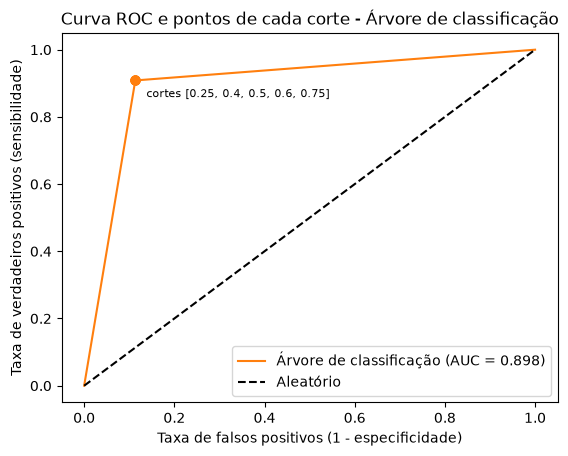 Curva ROC e pontos de cada corte - Árvore de classificação
Taxa de verdadeiros positivos (sensibilidade)
1.0
0.8
0.6
0.4
0.2
0.0
cortes [0.25, 0.4, 0.5, 0.6, 0.75]
Árvore de classificação (AUC = 0.898)
Aleatório
0.0 0.2 0.4 0.6 0.8 1.0
Taxa de falsos positivos (1 - especificidade)